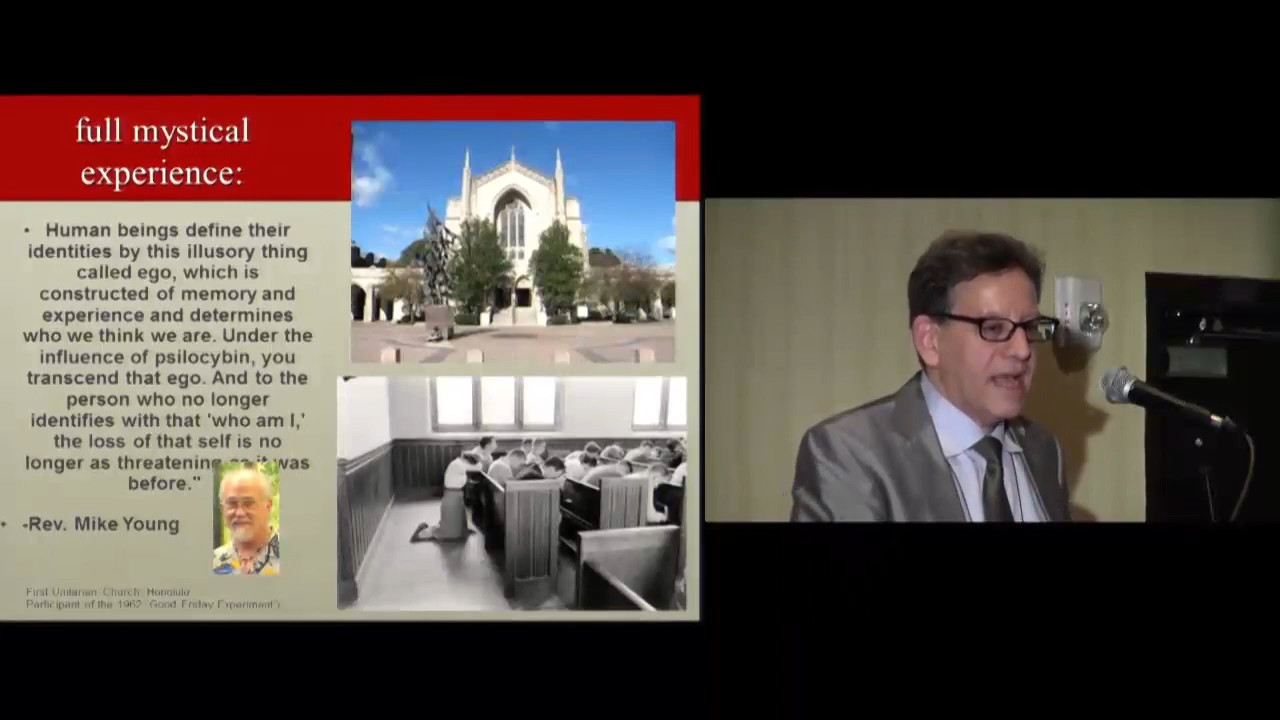 full mystical
experience:
• Human beings define their
identities by this illusory thing
called ego, which is
constructed of memory and
experience and determines
who we think we are. Under the
influence of psilocybin, you
transcend that ego. And to the
person who no longer
identifies with that 'who am I,'
the loss of that self is no
longer as threatening as it was
before."
• -Rev. Mike Young
First Unitarian Church, Honolulu
Participant of the 1962 "Good Friday Experiment")